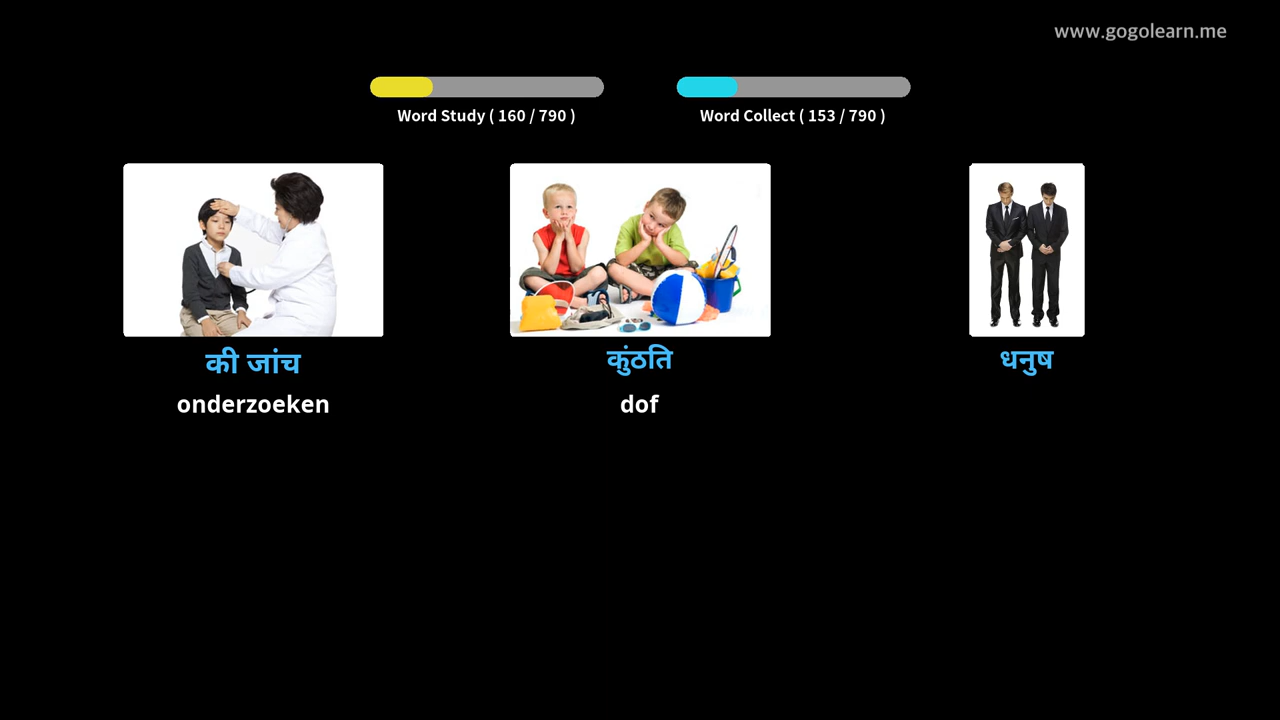 www.gogolearn.me
Word Study ( 160 / 790 )
Word Collect ( 153 / 790 )
की जांच
कुंठति
धनुष
onderzoeken
dof